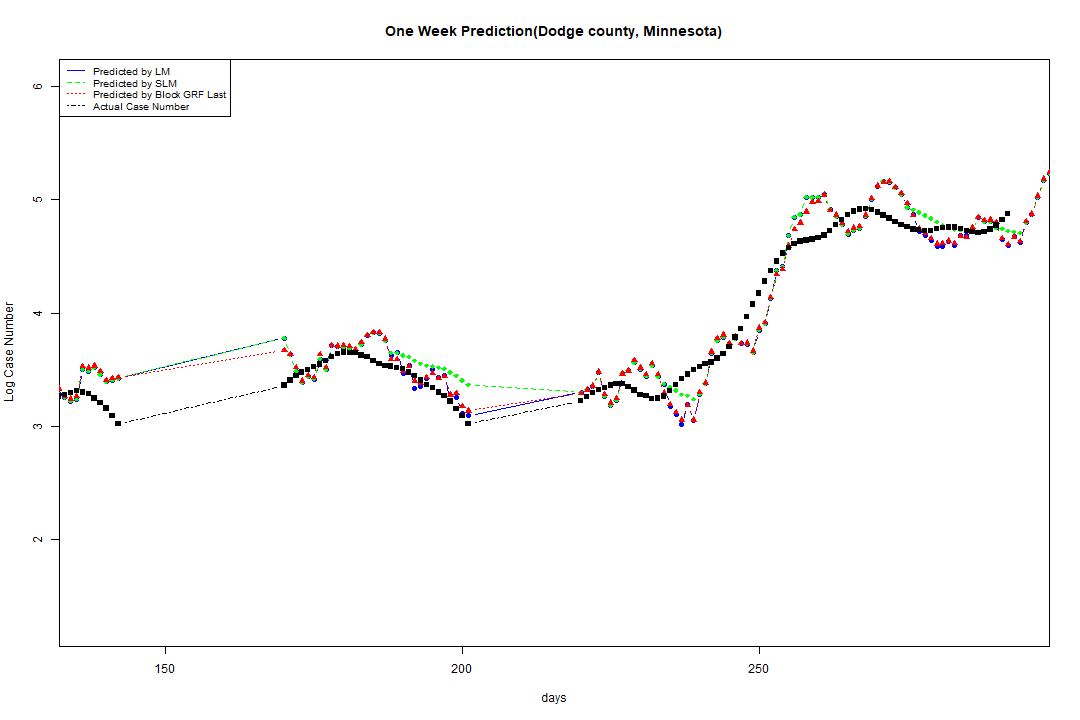 One Week Prediction(Dodge county, Minnesota)
Predicted by LM
Predicted by SLM
Predicted by Block GRF Last
Actual Case Number
6
5
4
3
2
Log Case Number
150
200
250
days